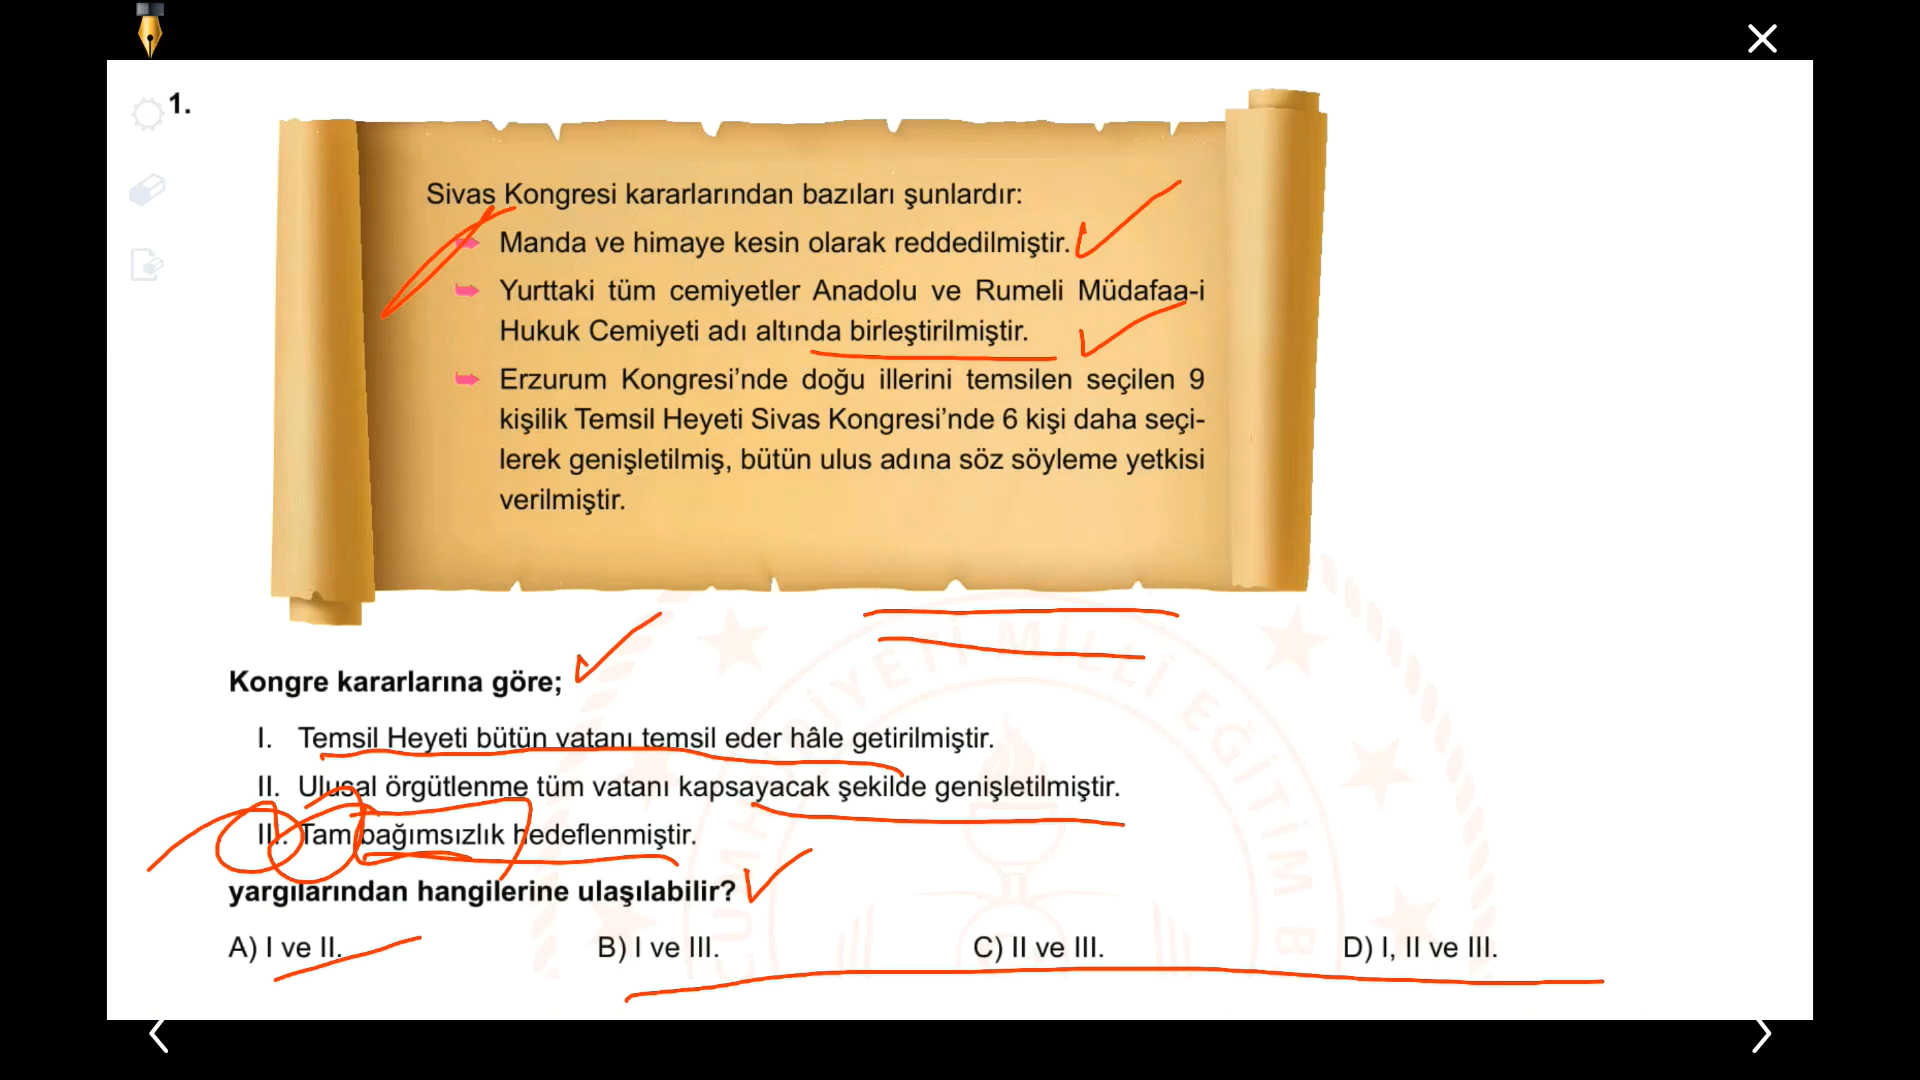 1.
Sivas Kongresi kararlarından bazıları şunlardır:
Manda ve himaye kesin olarak reddedilmiştir.
Yurttaki tüm cemiyetler Anadolu ve Rumeli Müdafaa-i
Hukuk Cemiyeti adı altında birleştirilmiştir.
Erzurum Kongresi’nde doğu illerini temsilen seçilen 9
kişilik Temsil Heyeti Sivas Kongresi’nde 6 kişi daha seçi-
lerek genişletilmiş, bütün ulus adına söz söyleme yetkisi
verilmiştir.
Kongre kararlarına göre;
I. Temsil Heyeti bütün vatanı temsil eder hâle getirilmiştir.
II. Ulusal örgütlenme tüm vatanı kapsayacak şekilde genişletilmiştir.
III. Tam bağımsızlık hedeflenmiştir.
yargılarından hangilerine ulaşılabilir?
A) I ve II. B) I ve III. C) II ve III. D) I, II ve III.